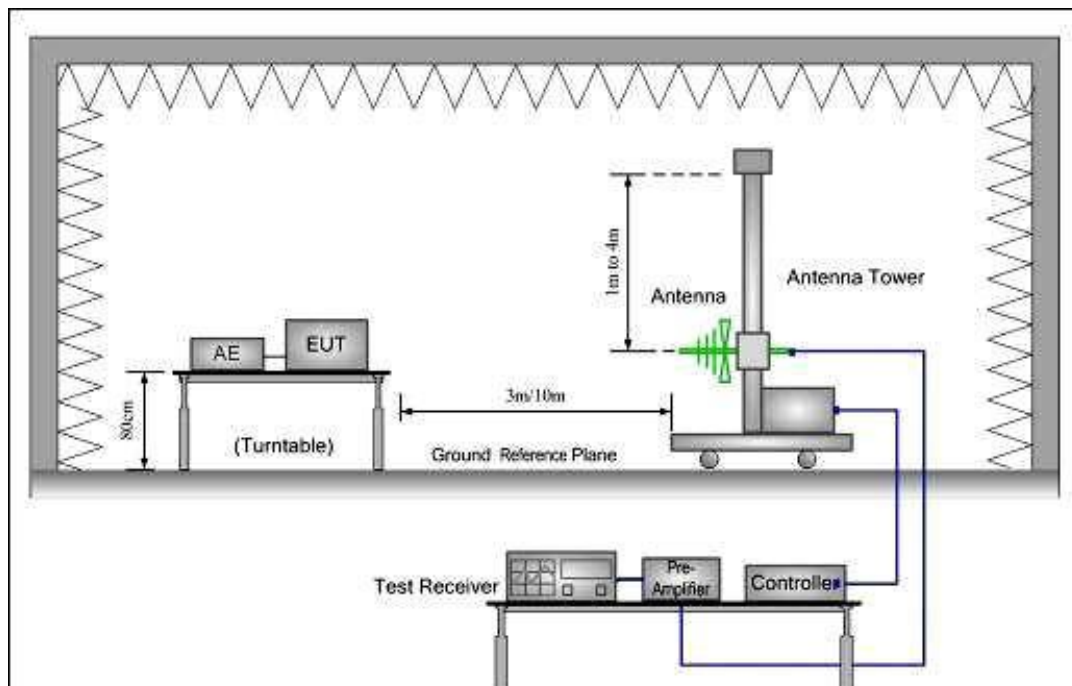 1m to 4m
Antenna Tower
Antenna
AE
EUT
80cm
3m/10m
(Turntable)
Ground Reference Plane
Test Receiver
Pre-
Amplifier
Controller